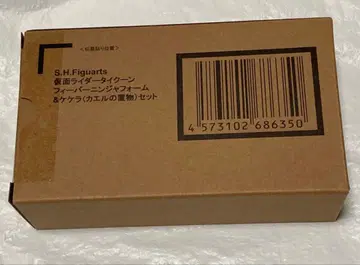 S.H.Figuarts
仮面ライダータイクーン
フィーバーニンジャフォーム
&ケケラ(カエルの置物)セット
4 573102 686350